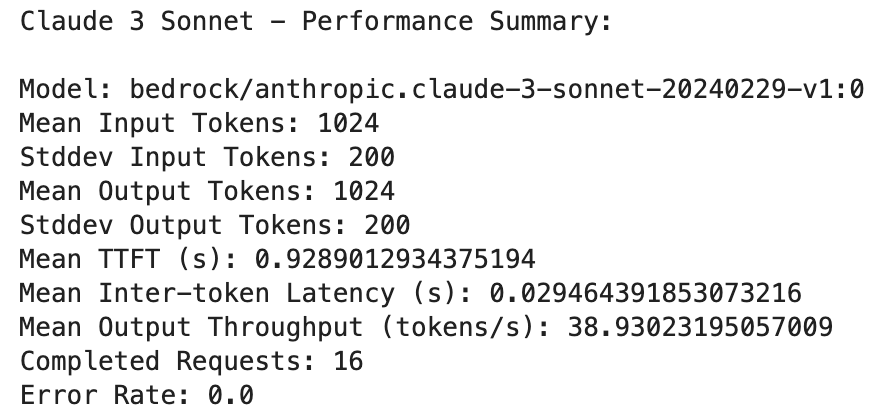 Claude 3 Sonnet - Performance Summary:
Model: bedrock/anthropic.claude-3-sonnet-20240229-v1:0
Mean Input Tokens: 1024
Stddev Input Tokens: 200
Mean Output Tokens: 1024
Stddev Output Tokens: 200
Mean TTFT (s): 0.9289012934375194
Mean Inter-token Latency (s): 0.029464391853073216
Mean Output Throughput (tokens/s): 38.93023195057009
Completed Requests: 16
Error Rate: 0.0